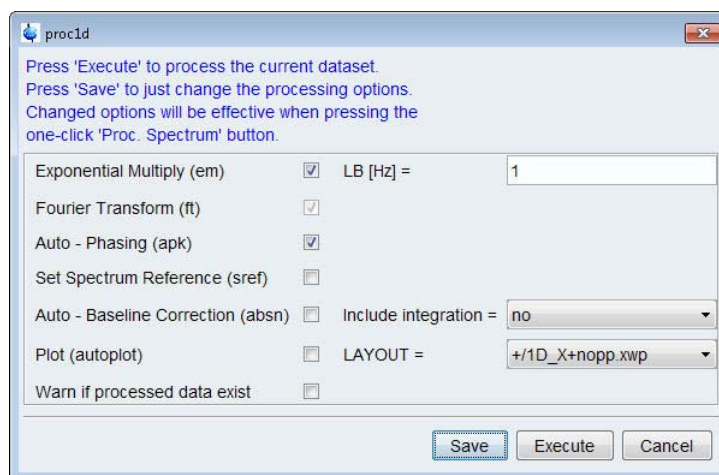 proc1d
Press 'Execute' to process the current dataset.
Press 'Save' to just change the processing options.
Changed options will be effective when pressing the
one-click 'Proc. Spectrum' button.
Exponential Multiply (em) LB [Hz] = 1
Fourier Transform (ft)
Auto - Phasing (apk)
Set Spectrum Reference (sref)
Auto - Baseline Correction (absn) Include integration = no
Plot (autoplot) LAYOUT = +/1D_X+nopp.xwp
Warn if processed data exist
Save Execute Cancel